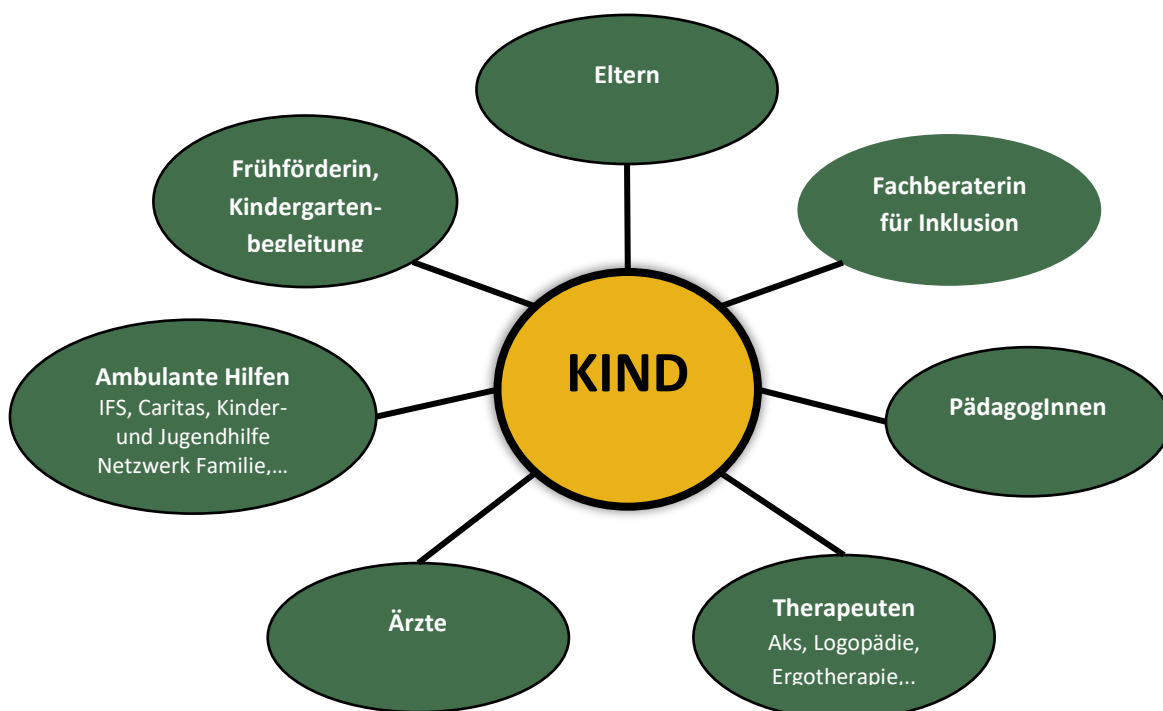 Eltern
Frühförderin,
Kindergarten-
begleitung
Fachberaterin
für Inklusion
KIND
Ambulante Hilfen
IFS, Caritas, Kinder-
und Jugendhilfe
Netzwerk Familie,...
PädagogInnen
Ärzte
Therapeuten
Aks, Logopädie,
Ergotherapie,..